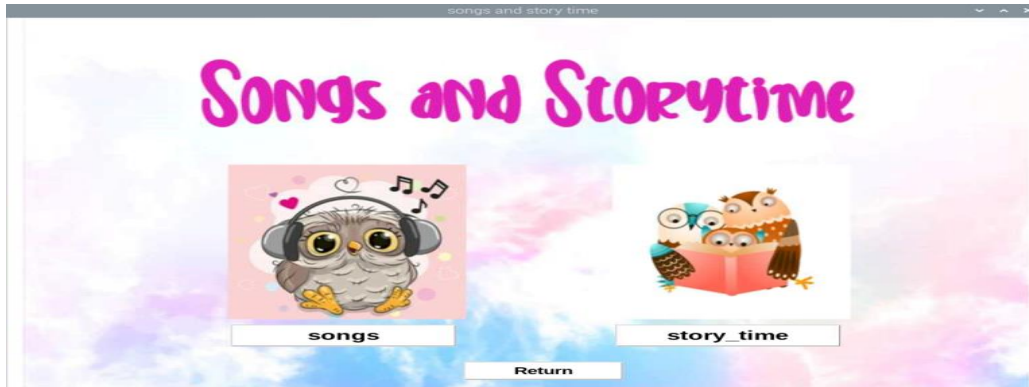 songs and story time
Songs and Storytime
songs story_time
Return